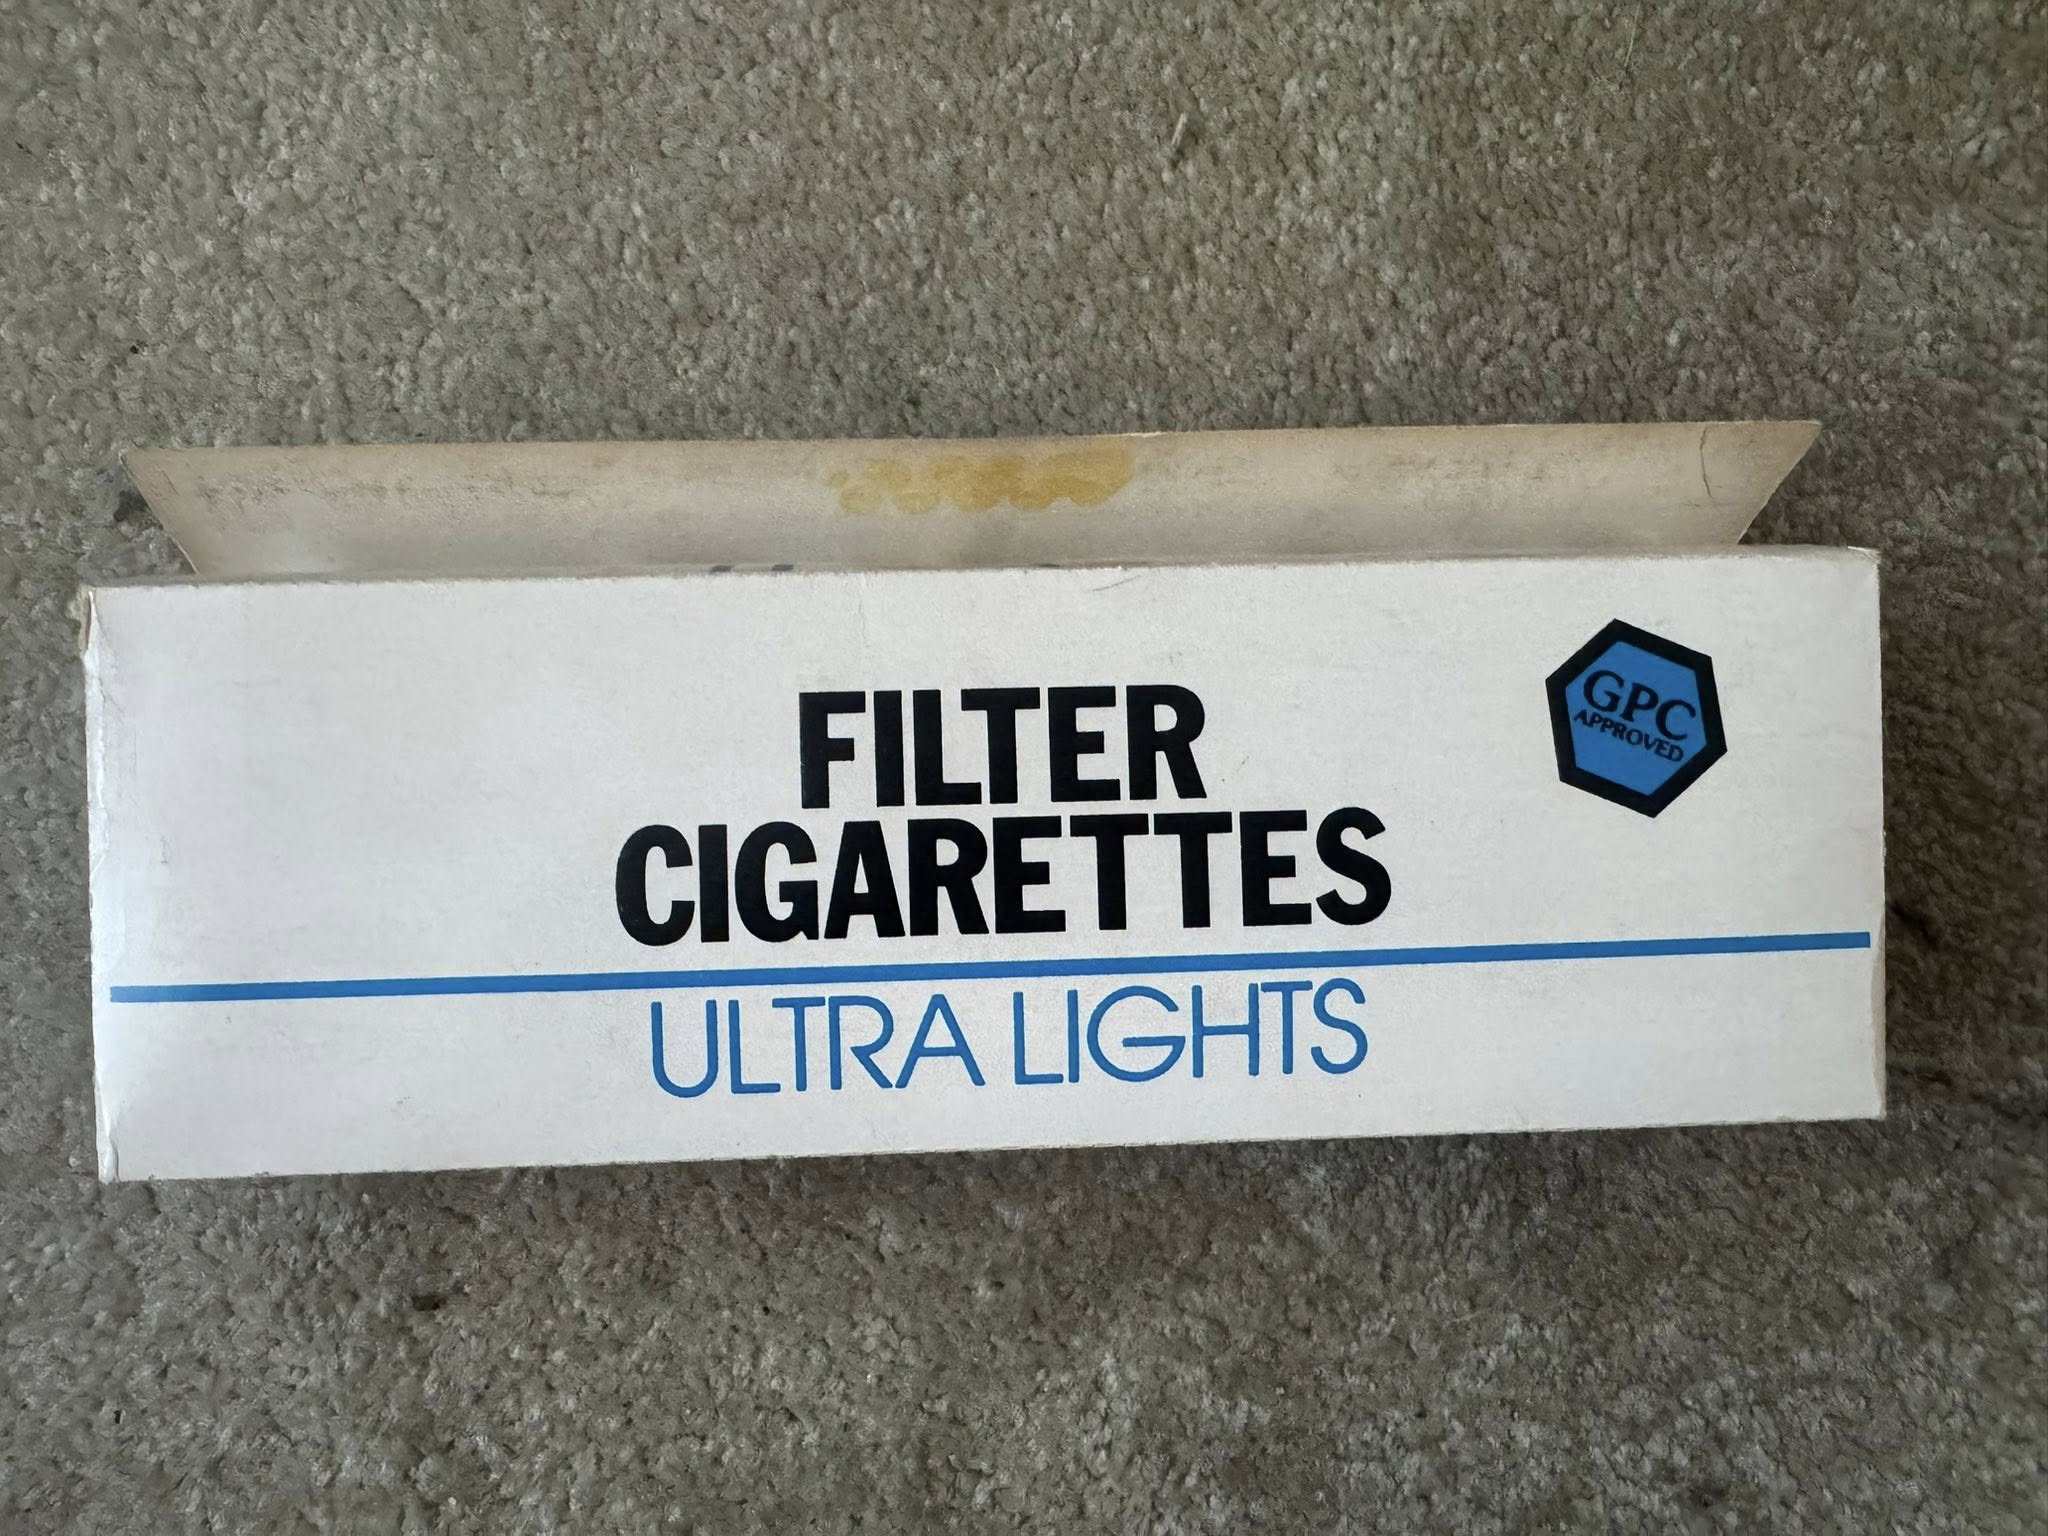 GPC
APPROVED
FILTER
CIGARETTES
ULTRA LIGHTS